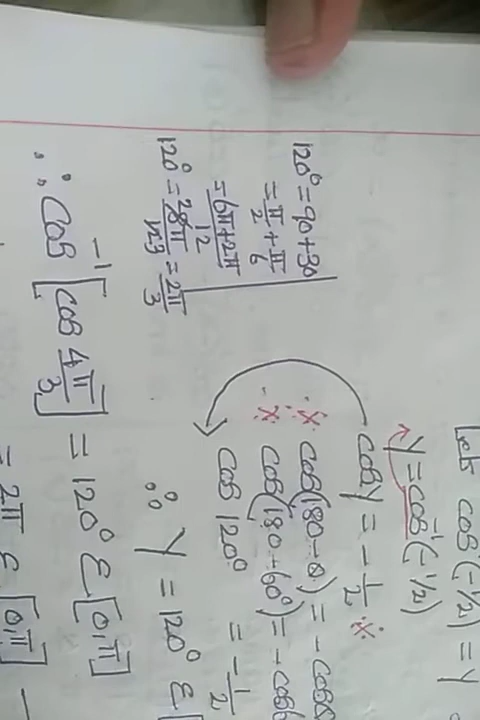 Let cos⁻¹(-1/2) = y
y = cos⁻¹(-1/2)
cos y = -1/2
cos(180 - θ) = - cosθ
cos(180 - 60°) = - cos6
cos 120° = -1/2
∴ y = 120° ε [
120° = 90 + 30
= π/2 + π/6
= 6π + 2π/12
120° = 8π/12 = 2π/3
∴ cos⁻¹[cos 4π/3] = 120° ε [0, π]
= 2π ε [0, π]